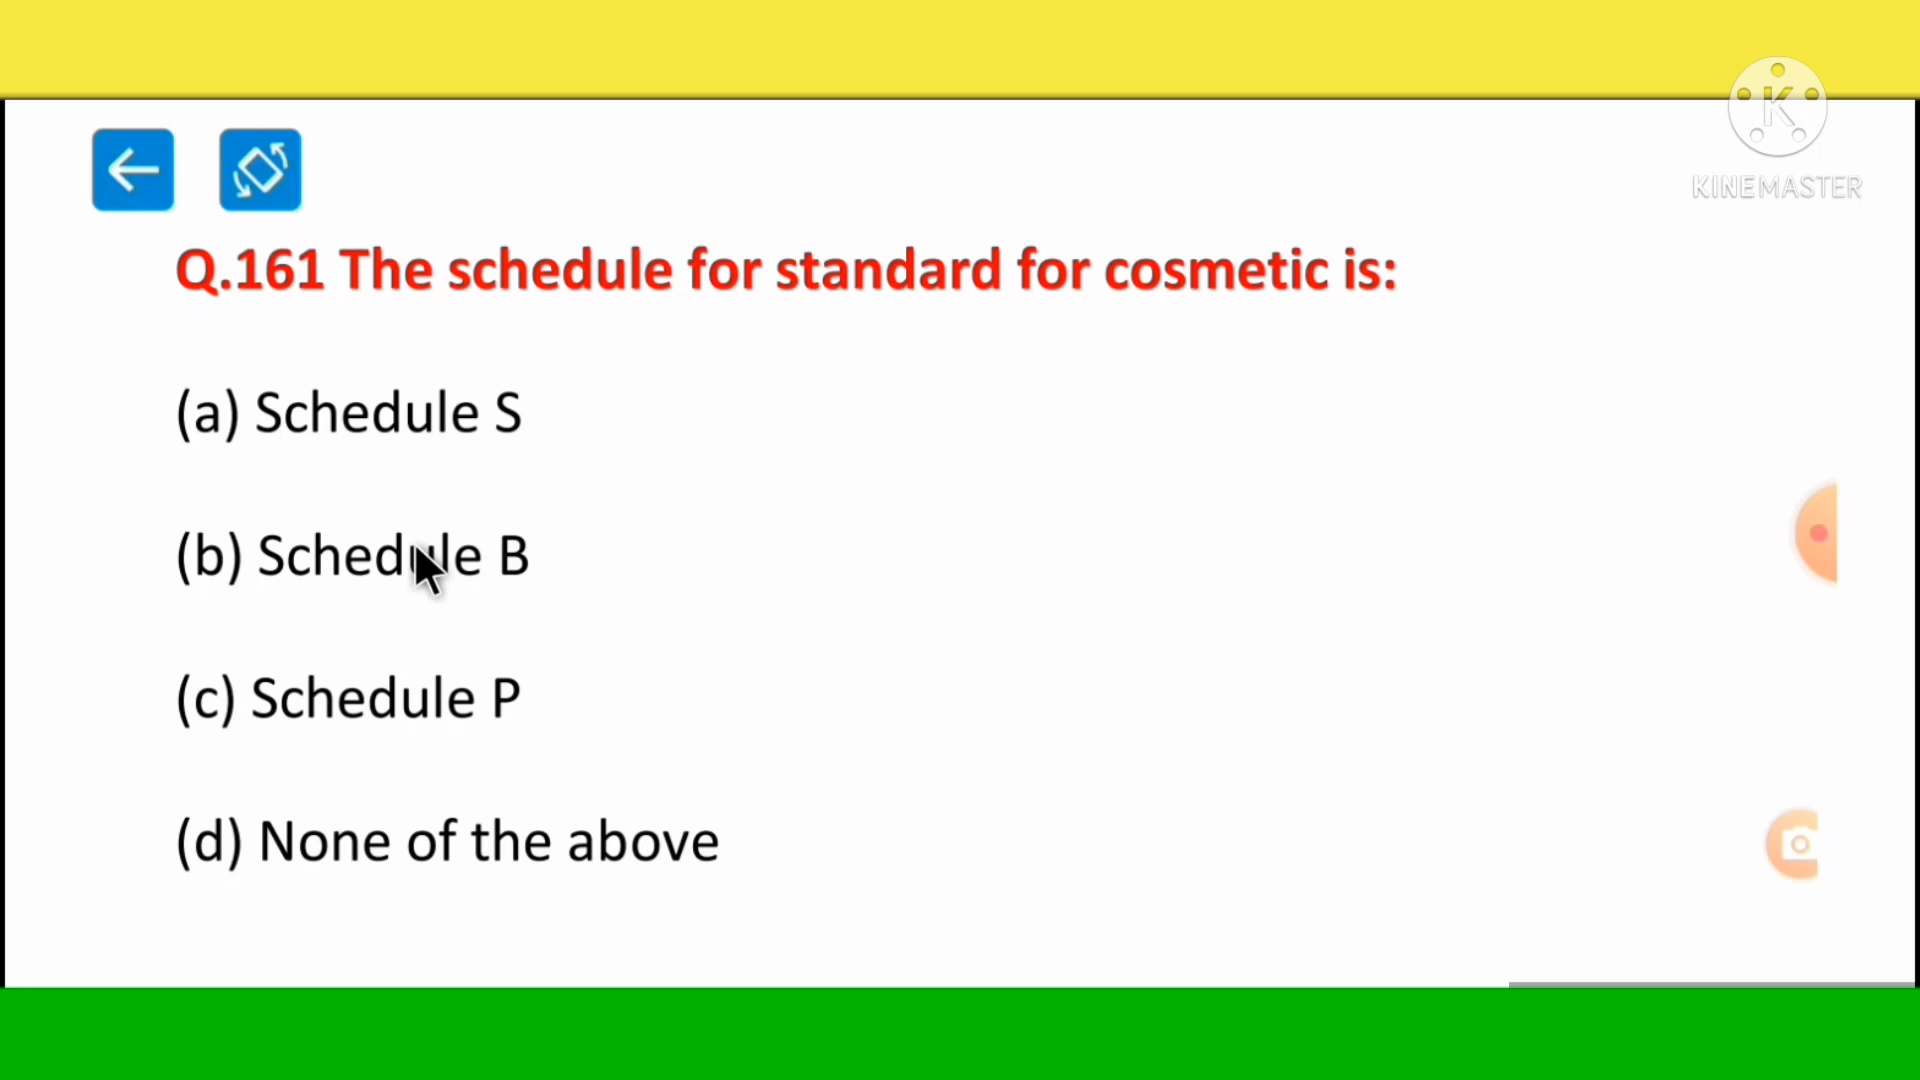 K
KINEMASTER
Q.161 The schedule for standard for cosmetic is:
(a) Schedule S
(b) Schedule B
(c) Schedule P
(d) None of the above